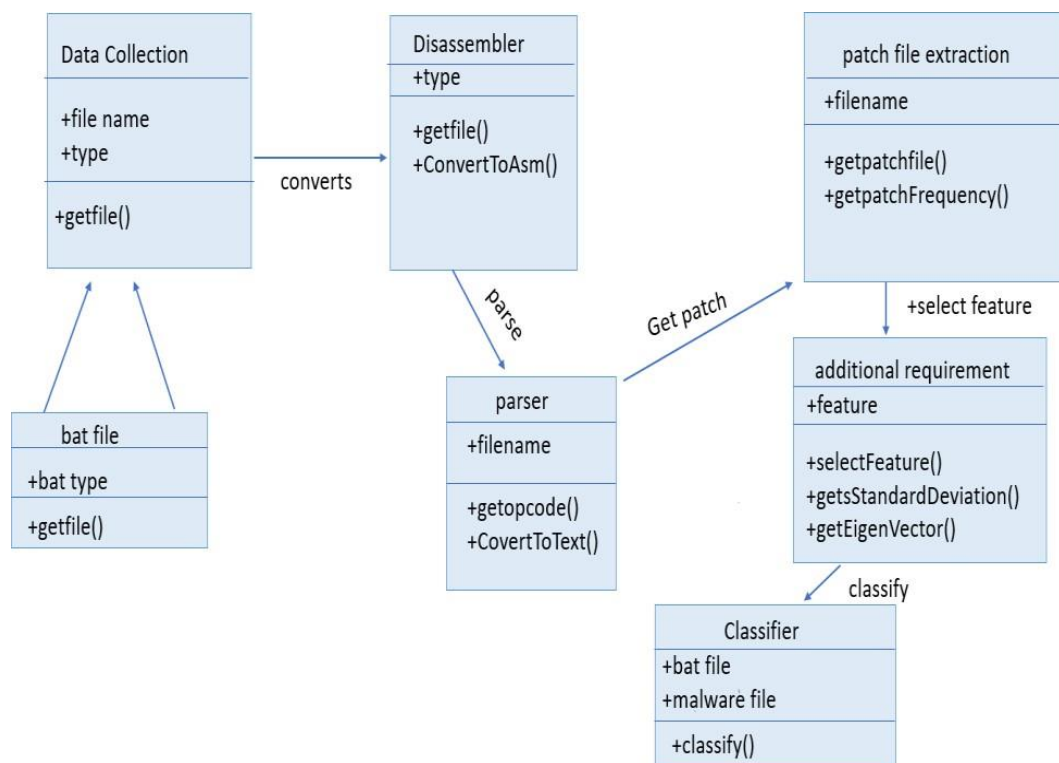 Data Collection
+file name
+type
+getfile()
converts
Disassembler
+type
+getfile()
+ConvertToAsm()
patch file extraction
+filename
+getpatchfile()
+getpatchFrequency()
parse
Get patch
+select feature
bat file
+bat type
+getfile()
parser
+filename
+getopcode()
+CovertToText()
additional requirement
+feature
+selectFeature()
+getsStandardDeviation()
+getEigenVector()
classify
Classifier
+bat file
+malware file
+classify()